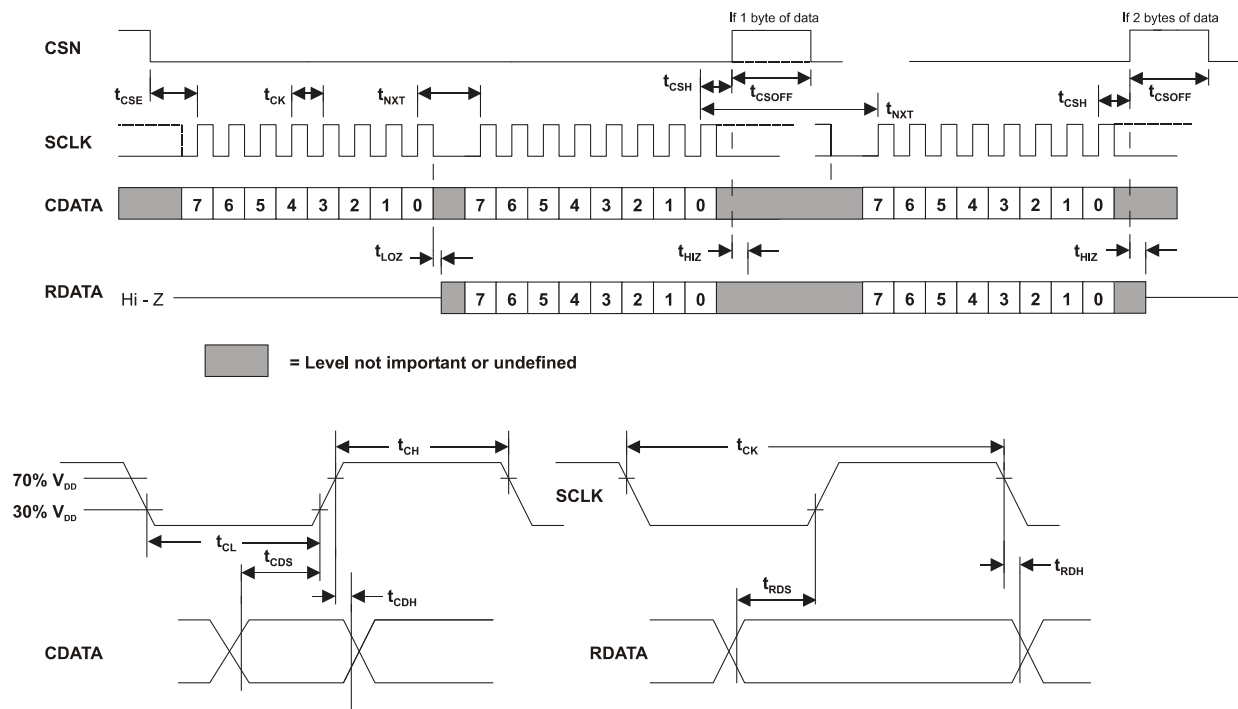 If 1 byte of data
If 2 bytes of data
CSN
tCSE
tCK
tNXT
tCSH
tCSOFF
tNXT
tCSH
tCSOFF
SCLK
CDATA
7 6 5 4 3 2 1 0
7 6 5 4 3 2 1 0
7 6 5 4 3 2 1 0
tLOZ
tHIZ
tHIZ
RDATA
Hi - Z
7 6 5 4 3 2 1 0
7 6 5 4 3 2 1 0
= Level not important or undefined
tCH
tCK
70% VDD
30% VDD
SCLK
tCL
tCDS
tCDH
tRDS
tRDH
CDATA
RDATA